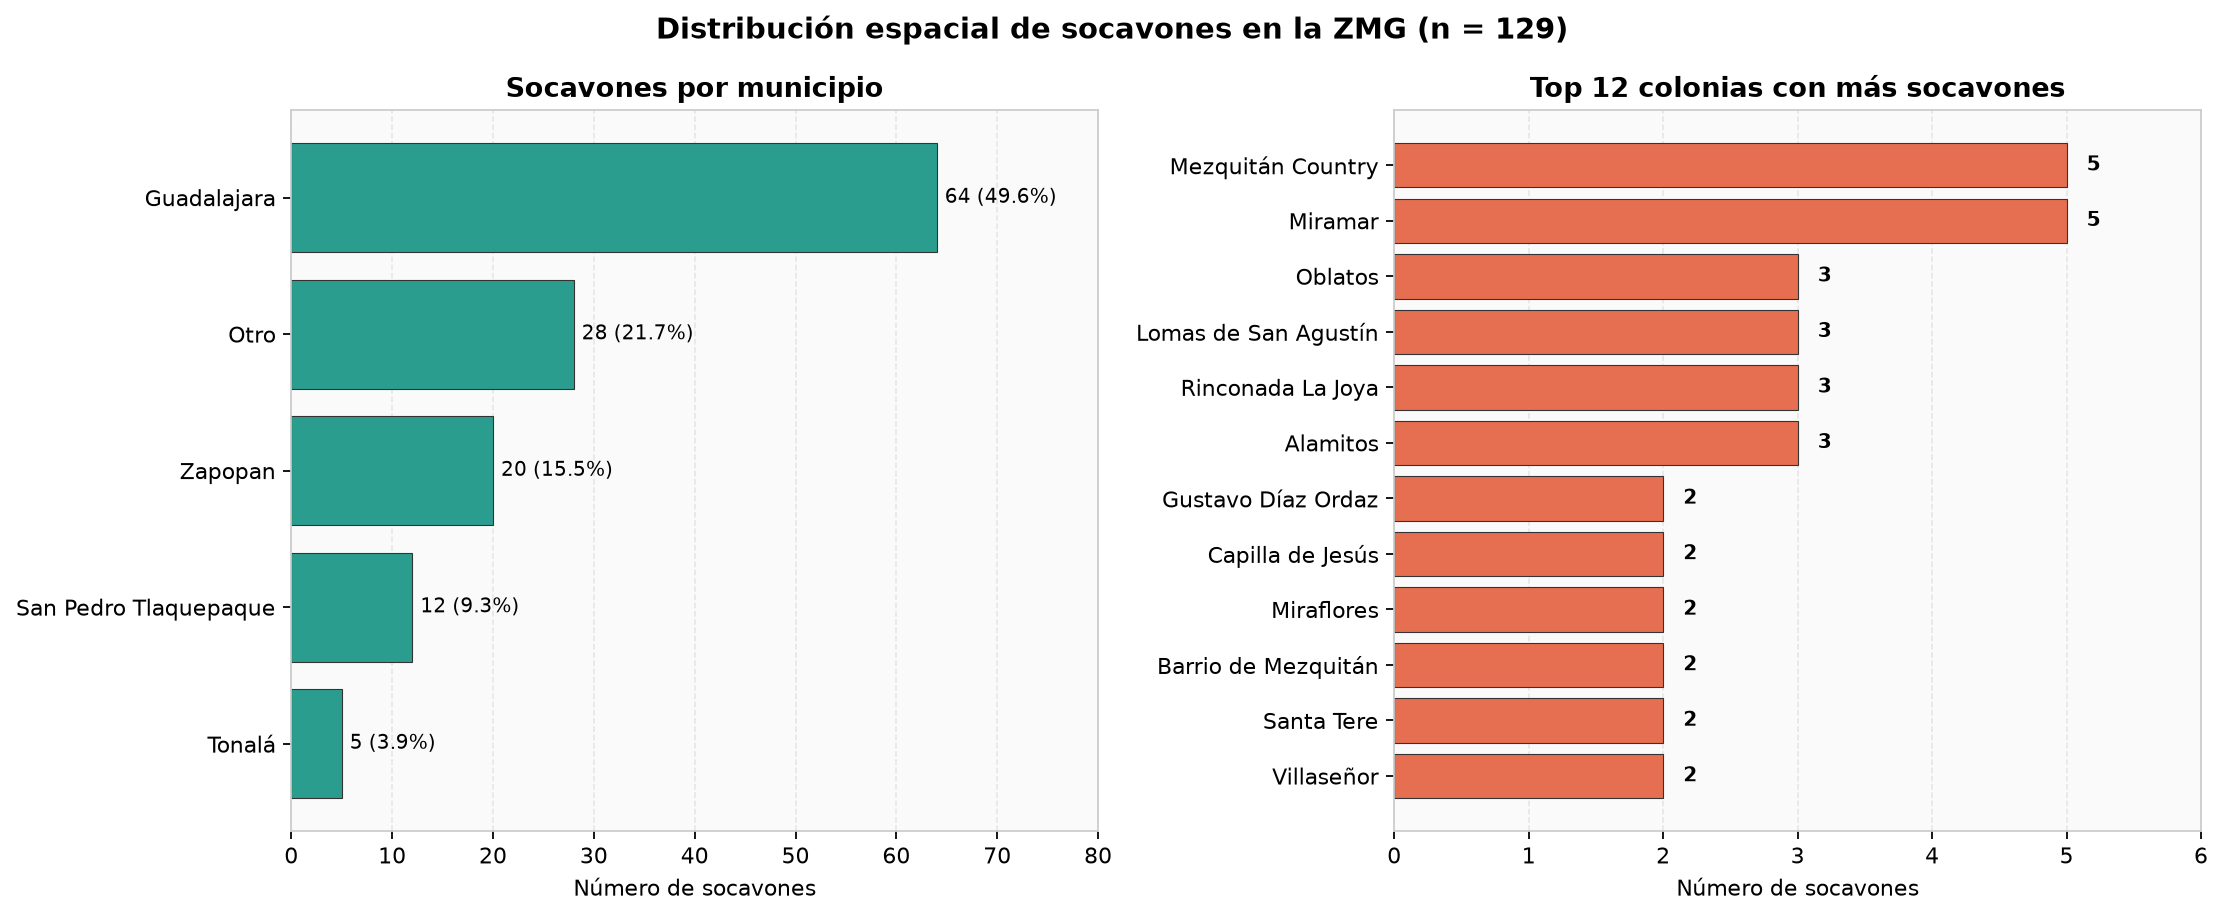 Distribución espacial de socavones en la ZMG (n = 129)
Socavones por municipio
Guadalajara
64 (49.6%)
Otro
28 (21.7%)
Zapopan
20 (15.5%)
San Pedro Tlaquepaque
12 (9.3%)
Tonalá
5 (3.9%)
0 10 20 30 40 50 60 70 80
Número de socavones
Top 12 colonias con más socavones
Mezquitán Country
5
Miramar
5
Oblatos
3
Lomas de San Agustín
3
Rinconada La Joya
3
Alamitos
3
Gustavo Díaz Ordaz
2
Capilla de Jesús
2
Miraflores
2
Barrio de Mezquitán
2
Santa Tere
2
Villaseñor
2
0 1 2 3 4 5 6
Número de socavones